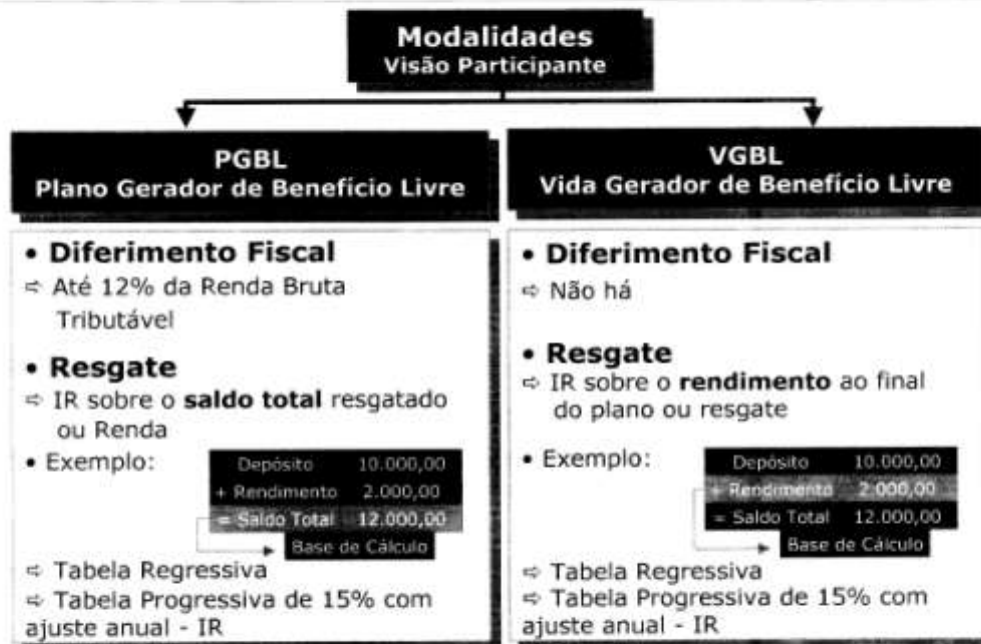 Modalidades
Visão Participante
PGBL
Plano Gerador de Benefício Livre
• Diferimento Fiscal
⇨ Até 12% da Renda Bruta
Tributável
• Resgate
⇨ IR sobre o saldo total resgatado
ou Renda
• Exemplo:
Depósito 10.000,00
+ Rendimento 2.000,00
= Saldo Total 12.000,00
Base de Cálculo
⇨ Tabela Regressiva
⇨ Tabela Progressiva de 15% com
ajuste anual - IR
VGBL
Vida Gerador de Benefício Livre
• Diferimento Fiscal
⇨ Não há
• Resgate
⇨ IR sobre o rendimento ao final
do plano ou resgate
• Exemplo:
Depósito 10.000,00
+ Rendimento 2.000,00
= Saldo Total 12.000,00
Base de Cálculo
⇨ Tabela Regressiva
⇨ Tabela Progressiva de 15% com
ajuste anual - IR